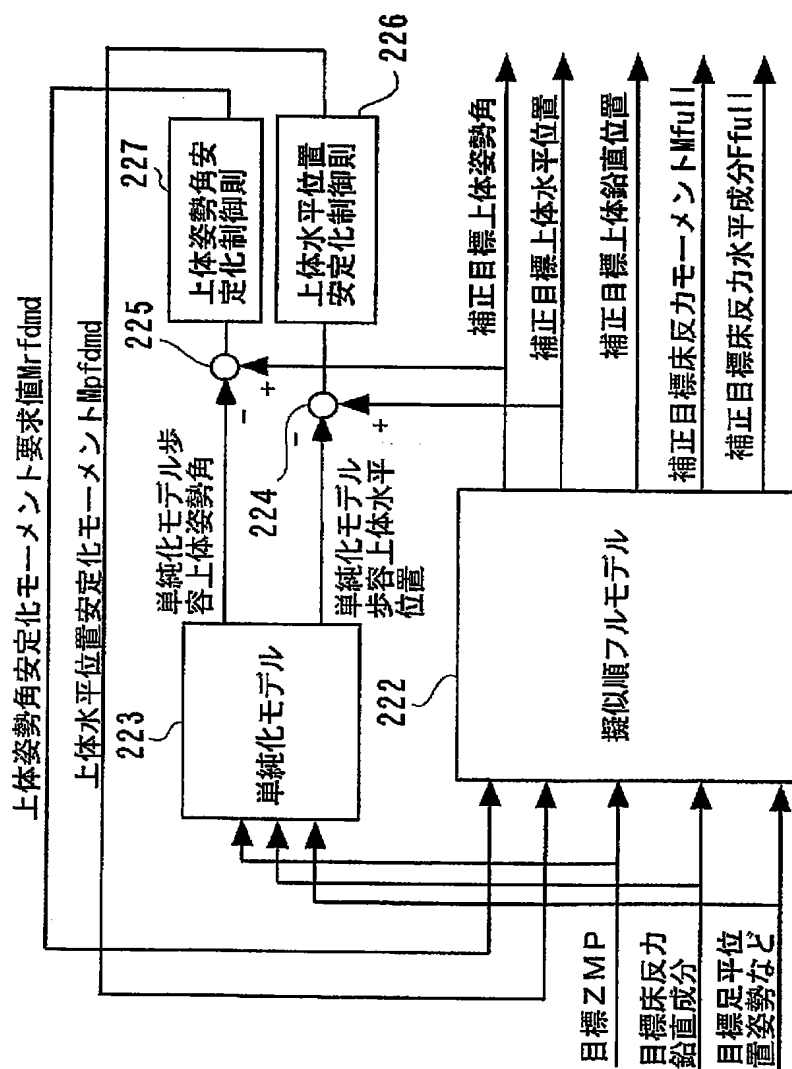 上体姿勢角安定化モーメント要求値Mrfdmd
上体水平位置安定化モーメントMpfdmd
227
上体姿勢角安
定化制御則
226
上体水平位置
安定化制御則
225
+
-
224
+
-
単純化モデル歩
容上体姿勢角
単純化モデル
歩容上体水平
位置
223
単純化モデル
222
擬似順フルモデル
目標ZMP
目標床反力
鉛直成分
目標足平位
置姿勢など
補正目標上体姿勢角
補正目標上体水平位置
補正目標上体鉛直位置
補正目標床反力モーメントMfull
補正目標床反力水平成分Ffull